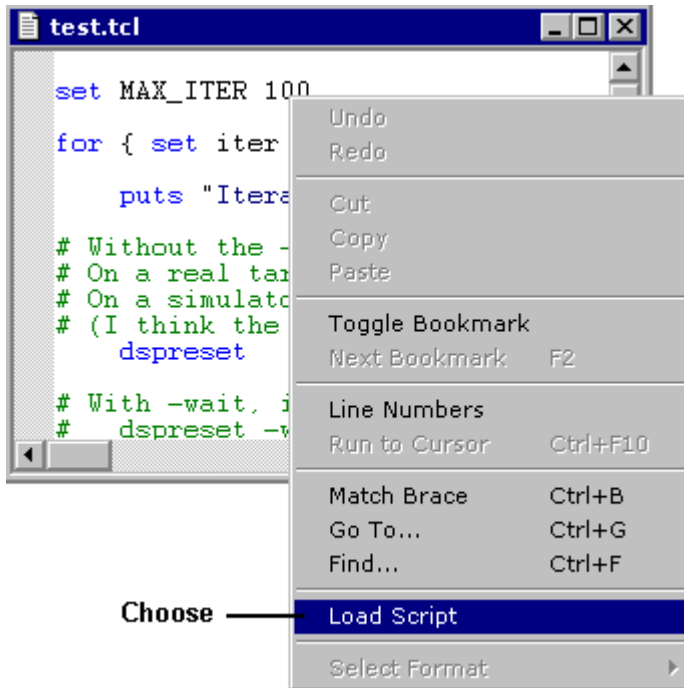 test.tcl
set MAX_ITER 100
for { set iter
puts "Itera
# Without the -
# On a real tar
# On a simulato
# (I think the
dspreset
# With -wait, i
# dspreset -w
Undo
Redo
Cut
Copy
Paste
Toggle Bookmark
Next Bookmark F2
Line Numbers
Run to Cursor Ctrl+F10
Match Brace Ctrl+B
Go To... Ctrl+G
Find... Ctrl+F
Choose Load Script
Select Format